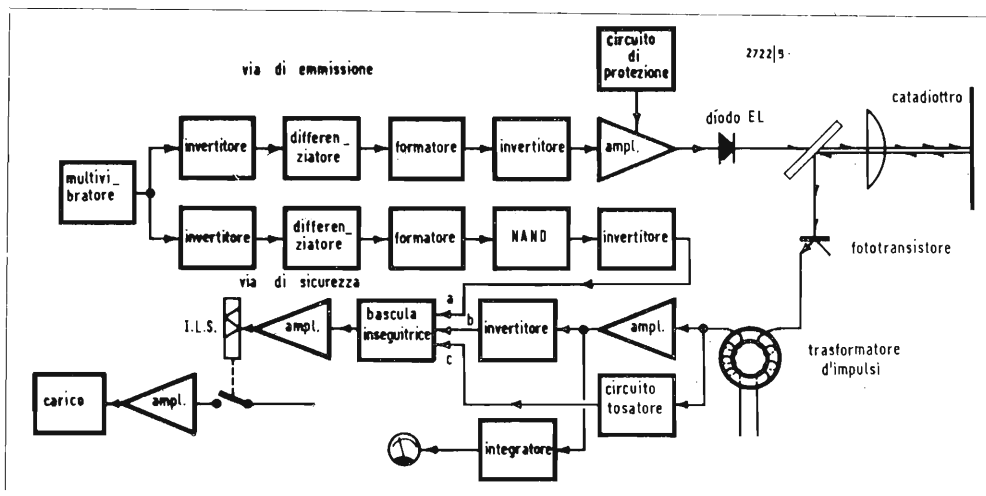 circuito
di
protezione
2722|9
via di emmissione
catadiottro
diodo EL
invertitore
differen_
ziatore
formatore
invertitore
ampl.
multivi_
bratore
invertitore
differen_
ziatore
formatore
NAND
invertitore
fototransistore
via di sicurezza
a
I.L.S.
ampl.
bascula
inseguitrice
b
invertitore
ampl.
c
trasformatore
d'impulsi
carico
ampl.
circuito
tosatore
integratore